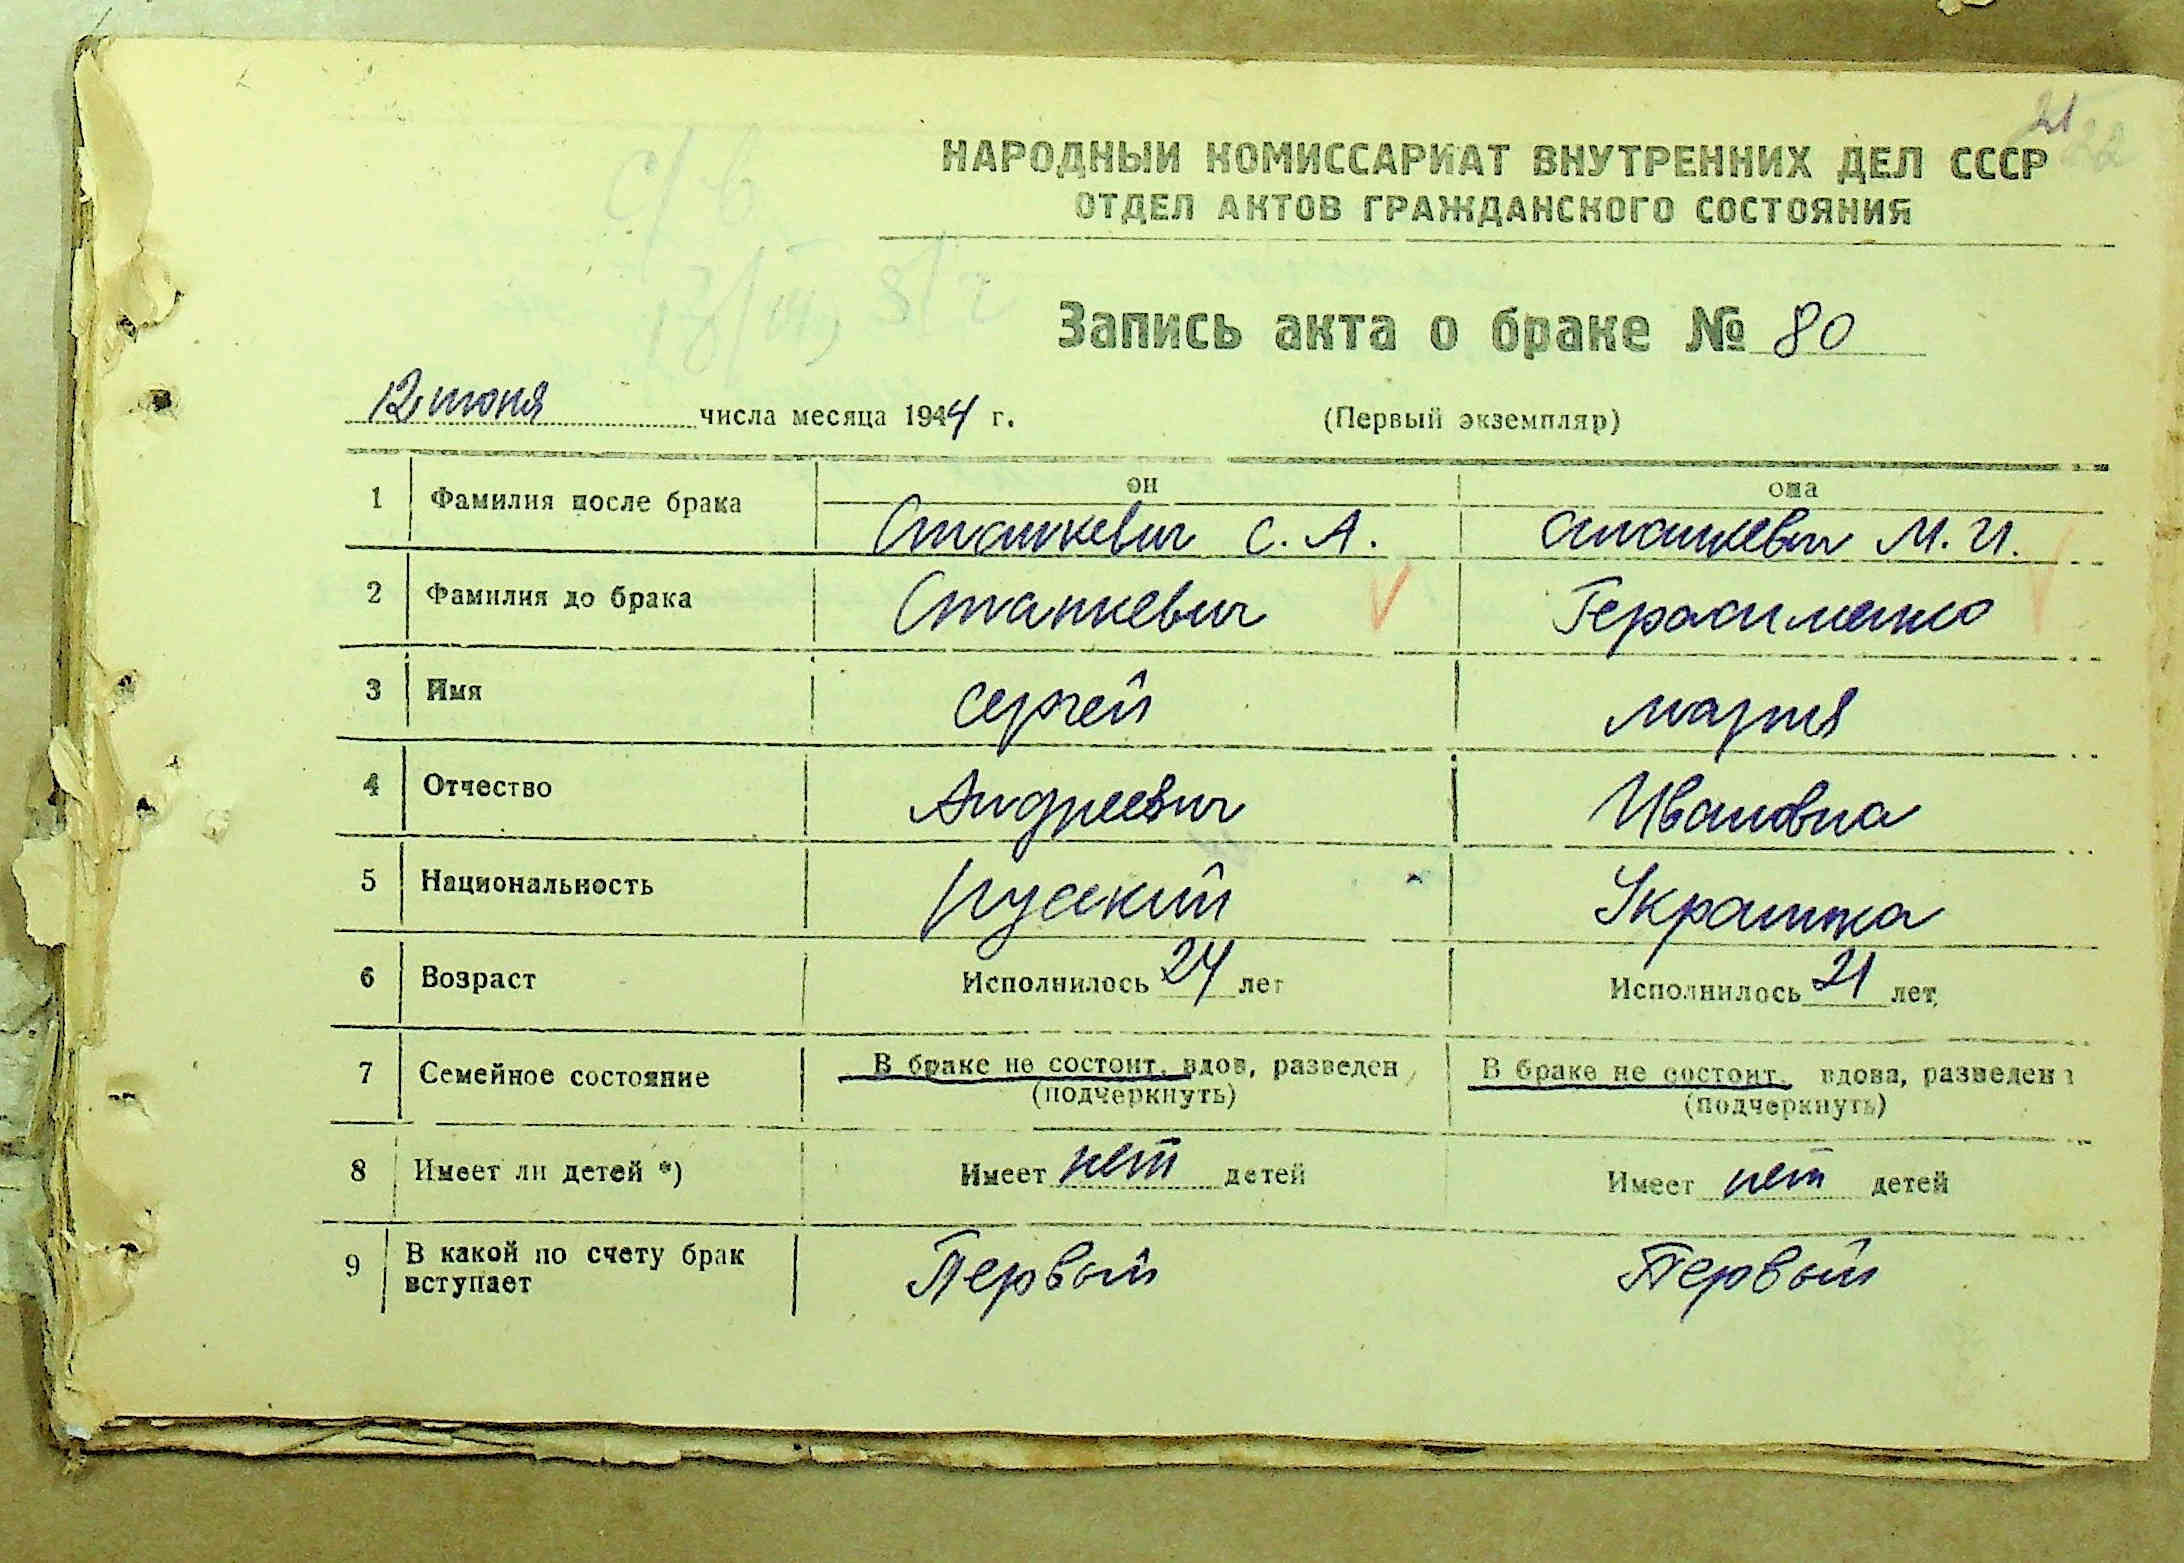 21
22
НАРОДНЫЙ КОМИССАРИАТ ВНУТРЕННИХ ДЕЛ СССР
ОТДЕЛ АКТОВ ГРАЖДАНСКОГО СОСТОЯНИЯ
Запись акта о браке № 80
12 июня числа месяца 1944 г. (Первый экземпляр)
он она
1 Фамилия после брака Сташкевич С. А. Сташкевич М. И.
2 Фамилия до брака Сташкевич Герасименко
3 Имя Сергей Мария
4 Отчество Андреевич Ивановна
5 Национальность русский Украинка
6 Возраст Исполнилось 24 лет Исполнилось 21 лет
7 Семейное состояние В браке не состоит, вдов, разведен В браке не состоит, вдова, разведена
(подчеркнуть) (подчеркнуть)
8 Имеет ли детей *) Имеет нет детей Имеет нет детей
9 В какой по счету брак Первый Первый
вступает